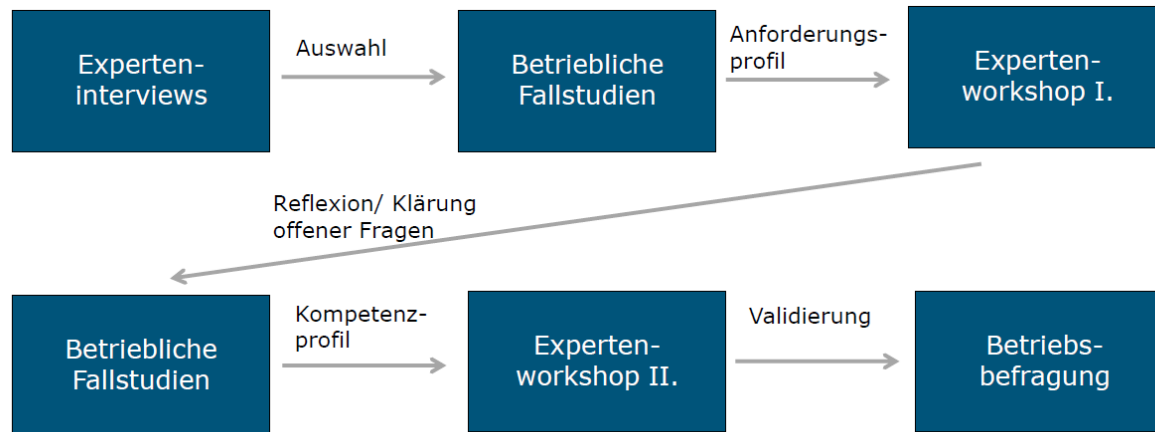 Experten-
interviews
Auswahl
Betriebliche
Fallstudien
Anforderungs-
profil
Experten-
workshop I.
Reflexion/ Klärung
offener Fragen
Betriebliche
Fallstudien
Kompetenz-
profil
Experten-
workshop II.
Validierung
Betriebs-
befragung